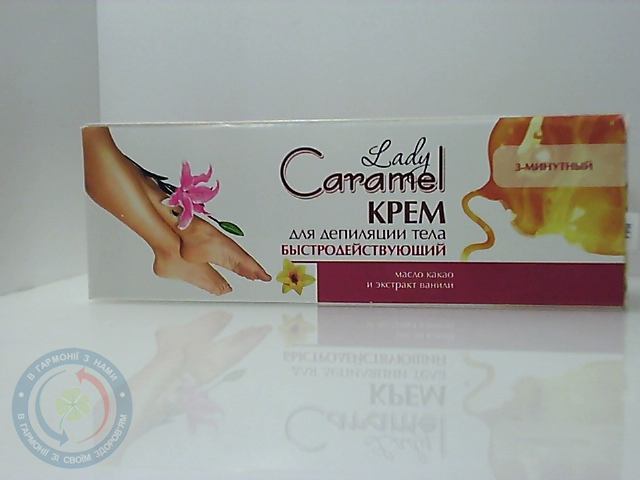 Lady
Caramel
КРЕМ
для депиляции тела
БЫСТРОДЕЙСТВУЮЩИЙ
масло какао
и экстракт ванили
3-МИНУТНЫЙ
В ГАРМОНІЇ З НАМИ
В ГАРМОНІЇ ЗІ СВОЇМ ЗДОРОВ'ЯМ